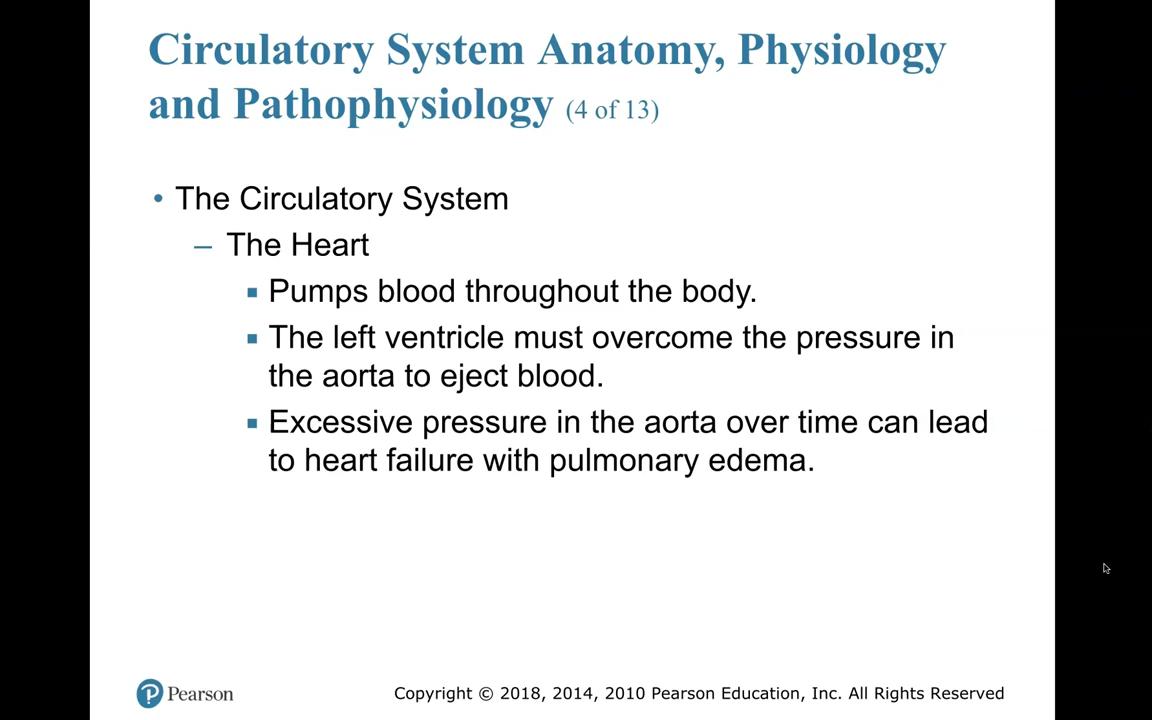 Circulatory System Anatomy, Physiology
and Pathophysiology (4 of 13)
• The Circulatory System
– The Heart
▪ Pumps blood throughout the body.
▪ The left ventricle must overcome the pressure in
the aorta to eject blood.
▪ Excessive pressure in the aorta over time can lead
to heart failure with pulmonary edema.
Pearson
Copyright © 2018, 2014, 2010 Pearson Education, Inc. All Rights Reserved